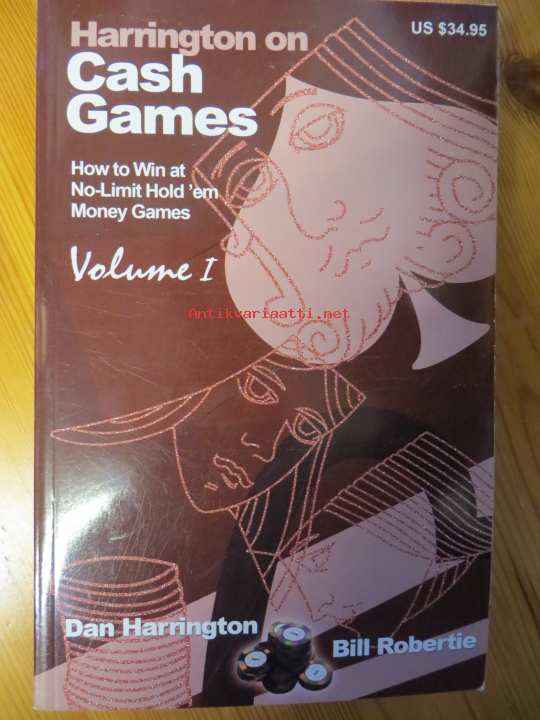 US $34.95
Harrington on
Cash
Games
How to Win at
No-Limit Hold 'em
Money Games
Volume I
Antikvariaatti.net
Dan Harrington
Bill Robertie